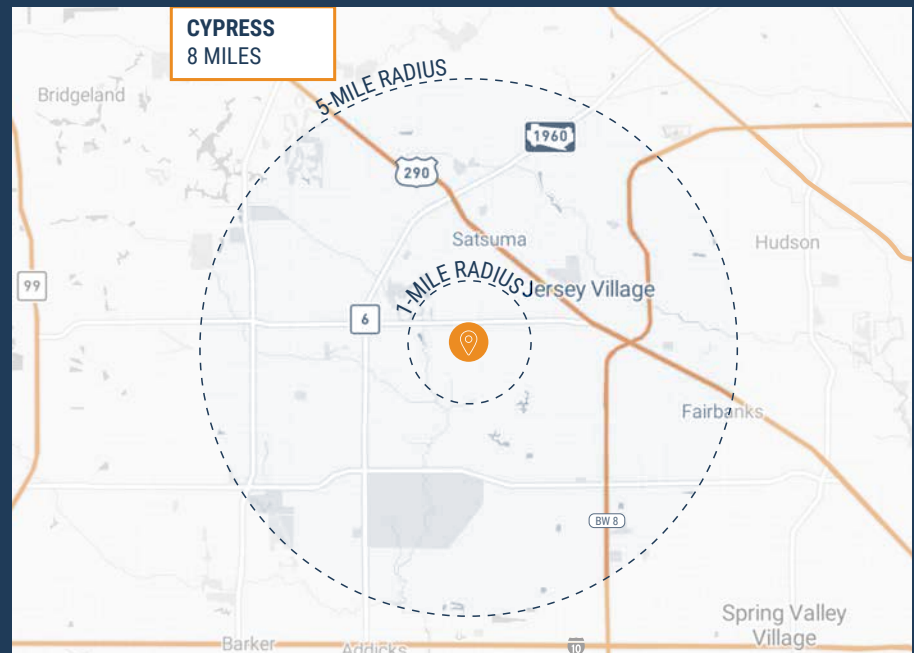 CYPRESS
8 MILES
Bridgeland
5-MILE RADIUS
1960
290
Satsuma
Hudson
1-MILE RADIUS
Jersey Village
99
6
Fairbanks
BW 8
Spring Valley
Village
Barker
Addicks
10